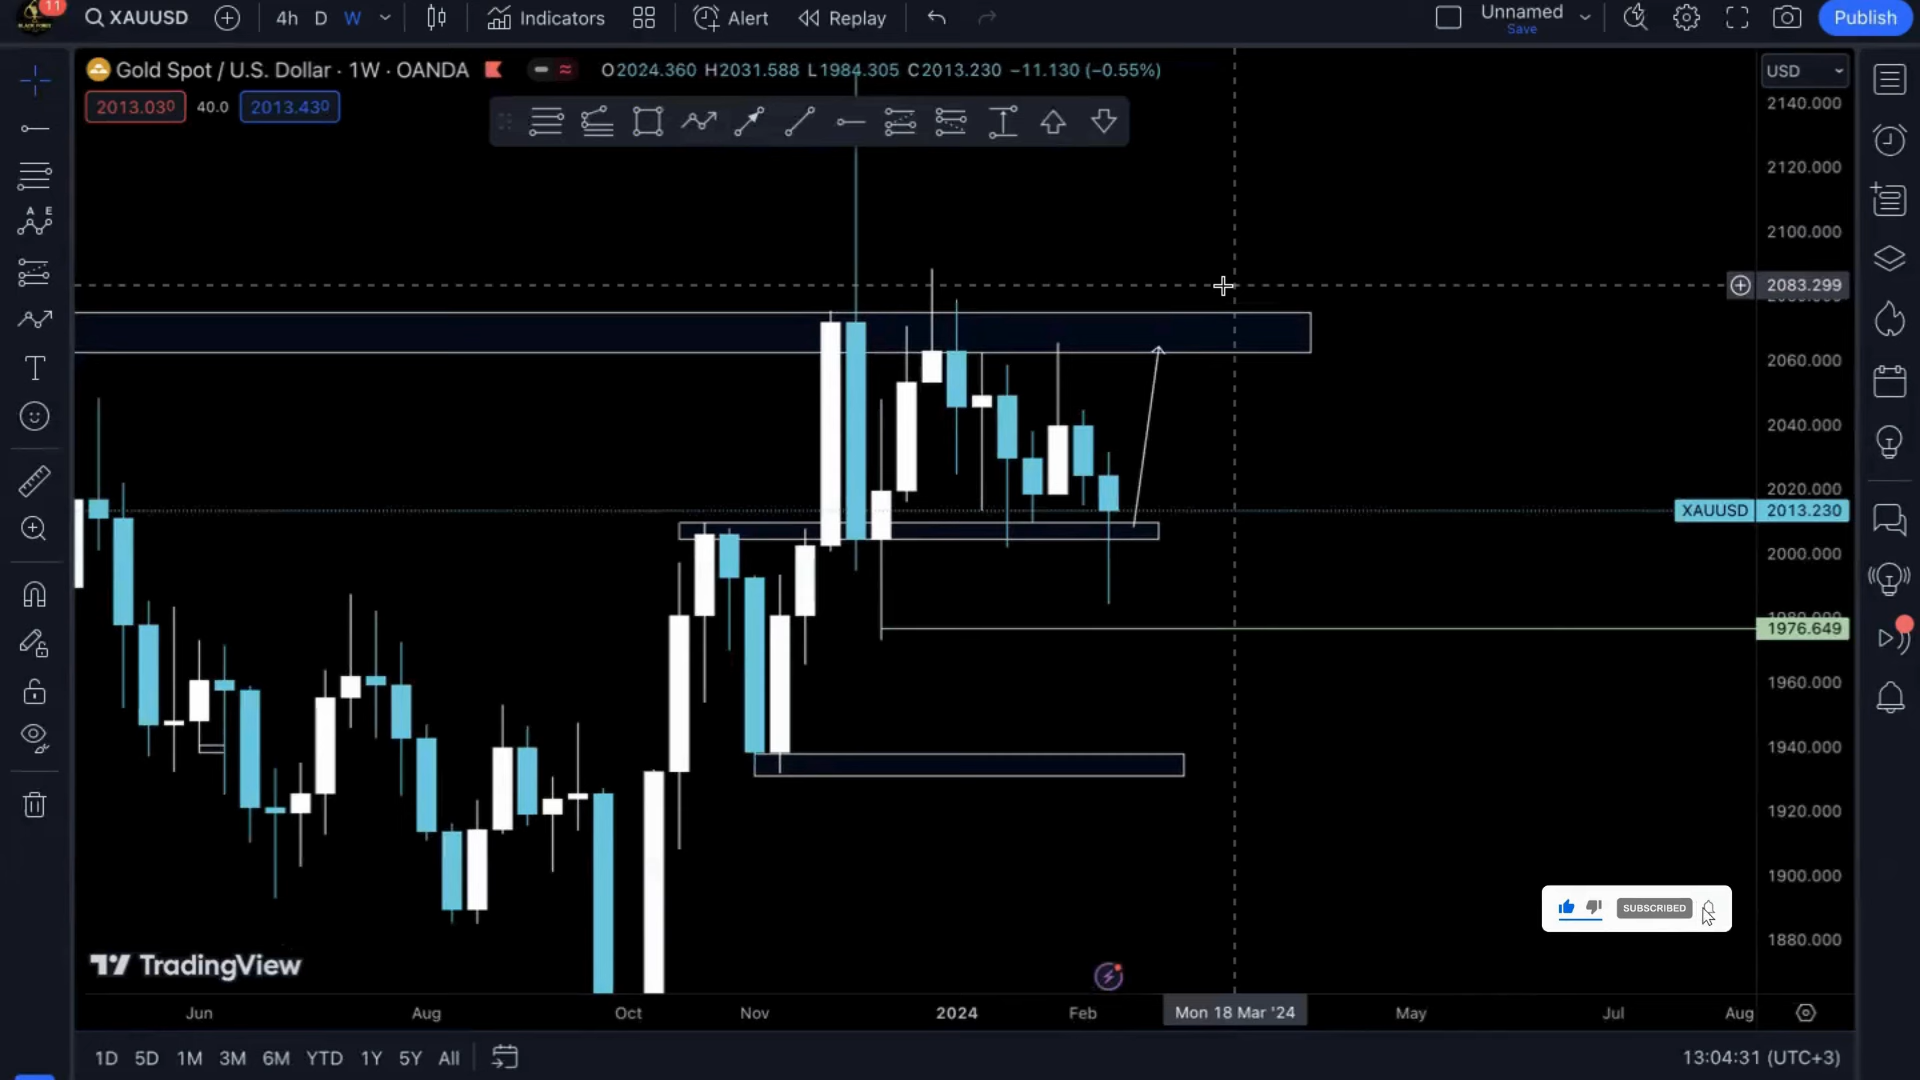 11
XAUUSD
4h D W
Indicators
Alert
Replay
Unnamed
Save
Publish
Gold Spot / U.S. Dollar · 1W · OANDA
O2024.360 H2031.588 L1984.305 C2013.230 −11.130 (−0.55%)
2013.030 40.0 2013.430
USD
2140.000
2120.000
2100.000
2083.299
2060.000
2040.000
2020.000
XAUUSD 2013.230
2000.000
1976.649
1960.000
1940.000
1920.000
1900.000
1880.000
SUBSCRIBED
TradingView
Jun Aug Oct Nov 2024 Feb Mon 18 Mar '24 May Jul Aug
1D 5D 1M 3M 6M YTD 1Y 5Y All
13:04:31 (UTC+3)